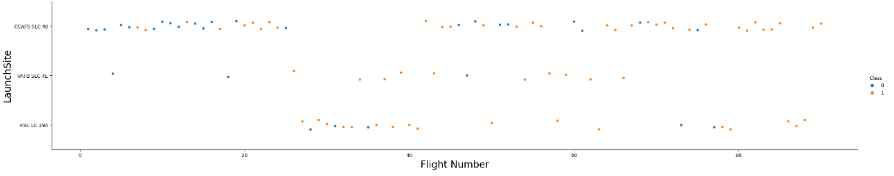 LaunchSite
CCAFS SLC 40
VAFB SLC 4E
KSC LC 39A
0
20
40
60
80
Flight Number
Class
0
1